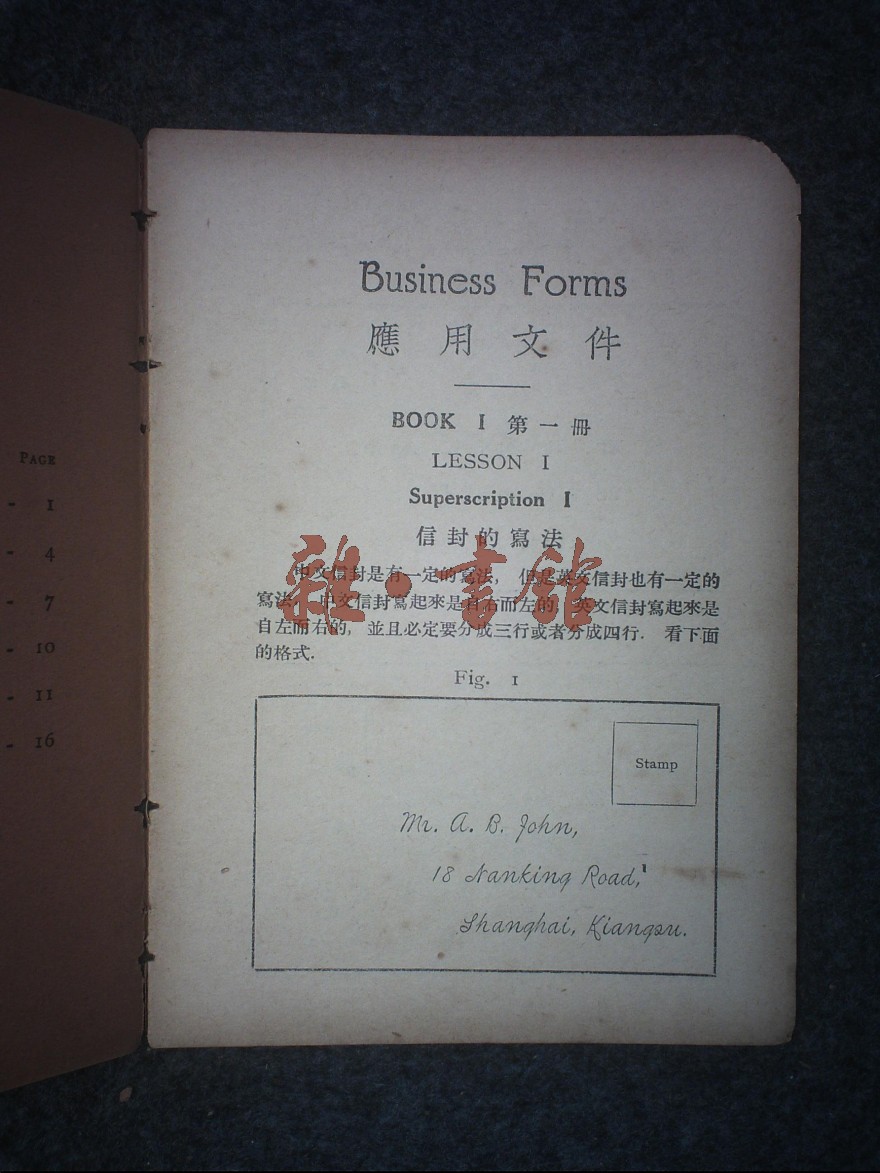 PAGE
- 1
- 4
- 7
- 10
- 11
- 16
Business Forms
應用文件
BOOK I 第一冊
LESSON I
Superscription I
信封的寫法
中文信封是有一定的寫法, 但是英文信封也有一定的
寫法. 中文信封寫起來是自右而左的, 英文信封寫起來是
自左而右的, 並且必定要分成三行或者分成四行. 看下面
的格式.
Fig. 1
Stamp
Mr. A. B. John,
18 Nanking Road,¹
Shanghai, Kiangsu.
雜·書館